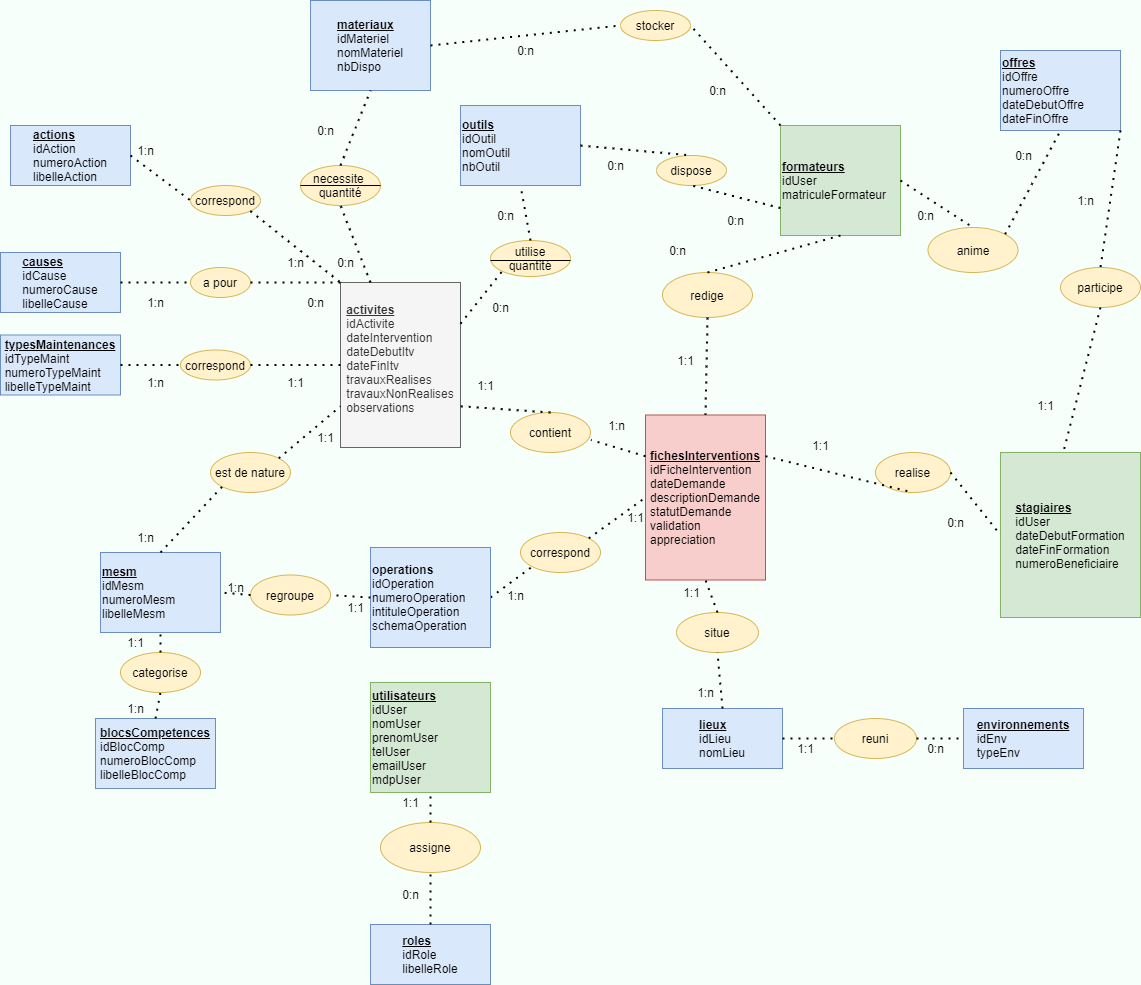 materiaux
idMateriel
nomMateriel
nbDispo
0:n
stocker
0:n
offres
idOffre
numeroOffre
dateDebutOffre
dateFinOffre
actions
idAction
numeroAction
libelleAction
1:n
correspond
1:n
0:n
necessite
quantité
0:n
outils
idOutil
nomOutil
nbOutil
0:n
dispose
0:n
formateurs
idUser
matriculeFormateur
0:n
anime
0:n
1:n
participe
1:1
0:n
utilise
quantité
0:n
0:n
redige
1:1
causes
idCause
numeroCause
libelleCause
1:n
a pour
0:n
typesMaintenances
idTypeMaint
numeroTypeMaint
libelleTypeMaint
1:n
correspond
1:1
activites
idActivite
dateIntervention
dateDebutItv
dateFinItv
travauxRealises
travauxNonRealises
observations
1:1
contient
1:n
1:1
est de nature
1:n
fichesInterventions
idFicheIntervention
dateDemande
descriptionDemande
statutDemande
validation
appreciation
1:1
realise
0:n
stagiaires
idUser
dateDebutFormation
dateFinFormation
numeroBeneficiaire
1:1
correspond
1:n
mesm
idMesm
numeroMesm
libelleMesm
1:n
regroupe
1:1
operations
idOperation
numeroOperation
intituleOperation
schemaOperation
1:1
situe
1:n
1:1
categorise
1:n
blocsCompetences
idBlocComp
numeroBlocComp
libelleBlocComp
utilisateurs
idUser
nomUser
prenomUser
telUser
emailUser
mdpUser
1:1
assigne
0:n
roles
idRole
libelleRole
lieux
idLieu
nomLieu
1:1
reuni
0:n
environnements
idEnv
typeEnv